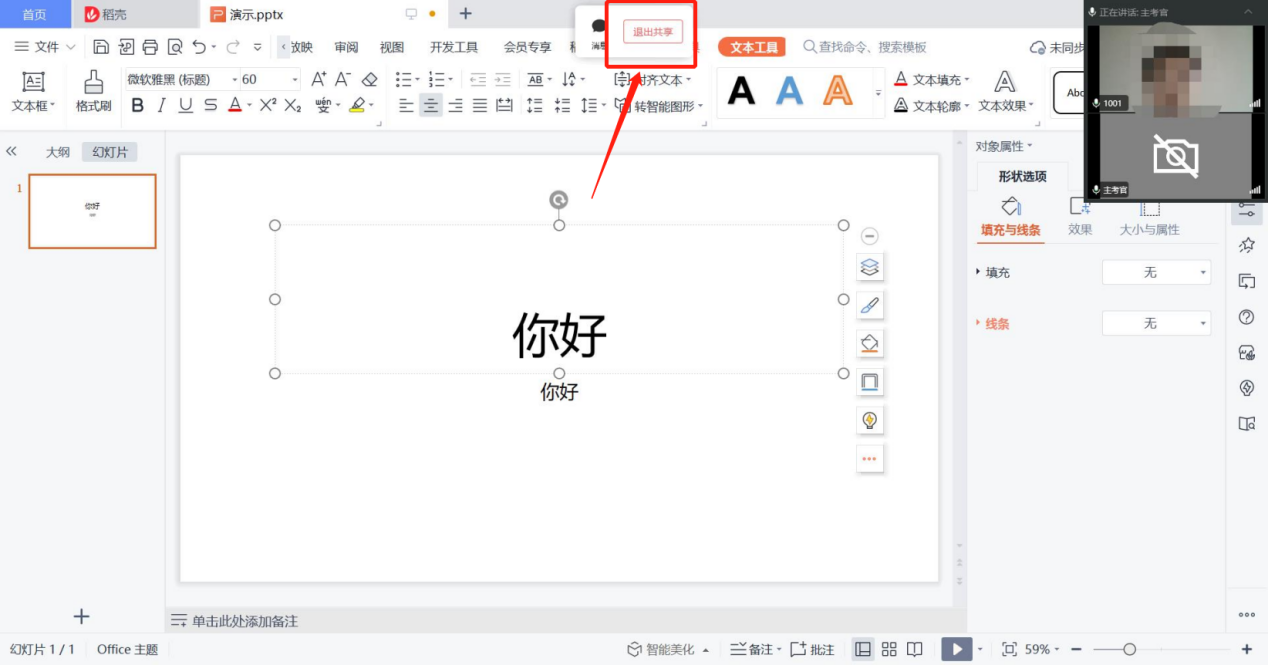 首页
稻壳
演示.pptx
正在讲话: 主考官
文件
放映
审阅
视图
开发工具
会员专享
退出共享
文本工具
查找命令、搜索模板
未同步
文本框
格式刷
微软雅黑 (标题)
60
A+
A-
B I U S A X² X₂
wén
变
AB
对齐文本
转智能图形
A A A
文本填充
文本轮廓
文本效果
Abc
1001
主考官
大纲
幻灯片
1
你好
你好
对象属性
形状选项
填充与线条
效果
大小与属性
填充
无
线条
无
单击此处添加备注
幻灯片 1 / 1
Office 主题
智能美化
备注
批注
59%